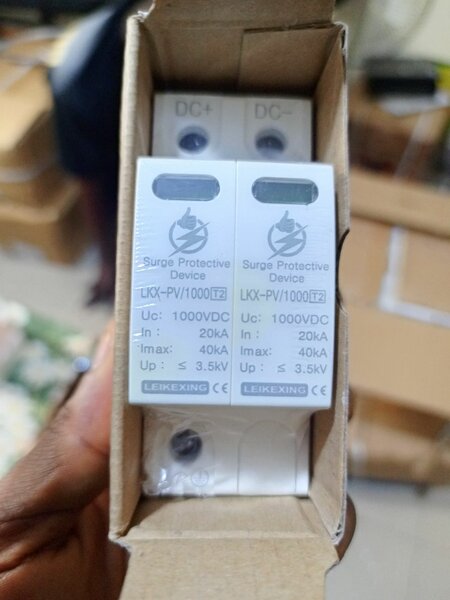 DC+ DC-
Surge Protective
Device
LKX-PV/1000 T2
Uc: 1000VDC
In : 20kA
Imax: 40kA
Up : ≤ 3.5kV
LEIKEXING CE
Surge Protective
Device
LKX-PV/1000 T2
Uc: 1000VDC
In : 20kA
Imax: 40kA
Up : ≤ 3.5kV
LEIKEXING CE